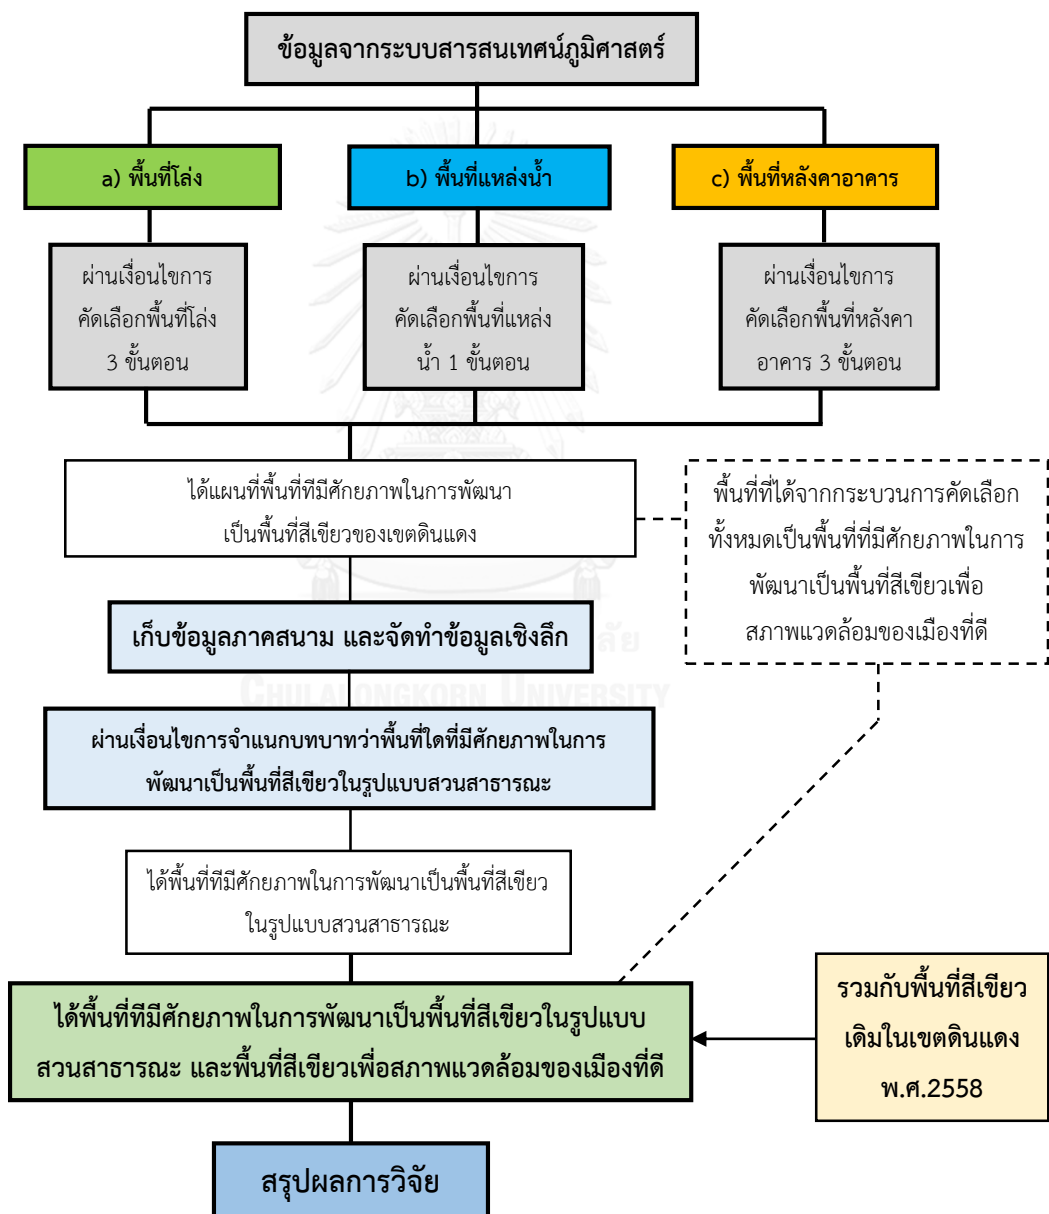 ข้อมูลจากระบบสารสนเทศน์ภูมิศาสตร์
a) พื้นที่โล่ง
b) พื้นที่แหล่งน้ำ
c) พื้นที่หลังคาอาคาร
ผ่านเงื่อนไขการ
คัดเลือกพื้นที่โล่ง
3 ขั้นตอน
ผ่านเงื่อนไขการ
คัดเลือกพื้นที่แหล่ง
น้ำ 1 ขั้นตอน
ผ่านเงื่อนไขการ
คัดเลือกพื้นที่หลังคา
อาคาร 3 ขั้นตอน
ได้แผนที่พื้นที่ทีมีศักยภาพในการพัฒนา
เป็นพื้นที่สีเขียวของเขตดินแดง
พื้นที่ที่ได้จากกระบวนการคัดเลือก
ทั้งหมดเป็นพื้นที่ที่มีศักยภาพในการ
พัฒนาเป็นพื้นที่สีเขียวเพื่อ
สภาพแวดล้อมของเมืองที่ดี
เก็บข้อมูลภาคสนาม และจัดทำข้อมูลเชิงลึก
ลัย
CHULALONGKORN UNIVERSITY
ผ่านเงื่อนไขการจำแนกบทบาทว่าพื้นที่ใดที่มีศักยภาพในการ
พัฒนาเป็นพื้นที่สีเขียวในรูปแบบสวนสาธารณะ
ได้พื้นที่ทีมีศักยภาพในการพัฒนาเป็นพื้นที่สีเขียว
ในรูปแบบสวนสาธารณะ
ได้พื้นที่ทีมีศักยภาพในการพัฒนาเป็นพื้นที่สีเขียวในรูปแบบ
สวนสาธารณะ และพื้นที่สีเขียวเพื่อสภาพแวดล้อมของเมืองที่ดี
รวมกับพื้นที่สีเขียว
เดิมในเขตดินแดง
พ.ศ.2558
สรุปผลการวิจัย